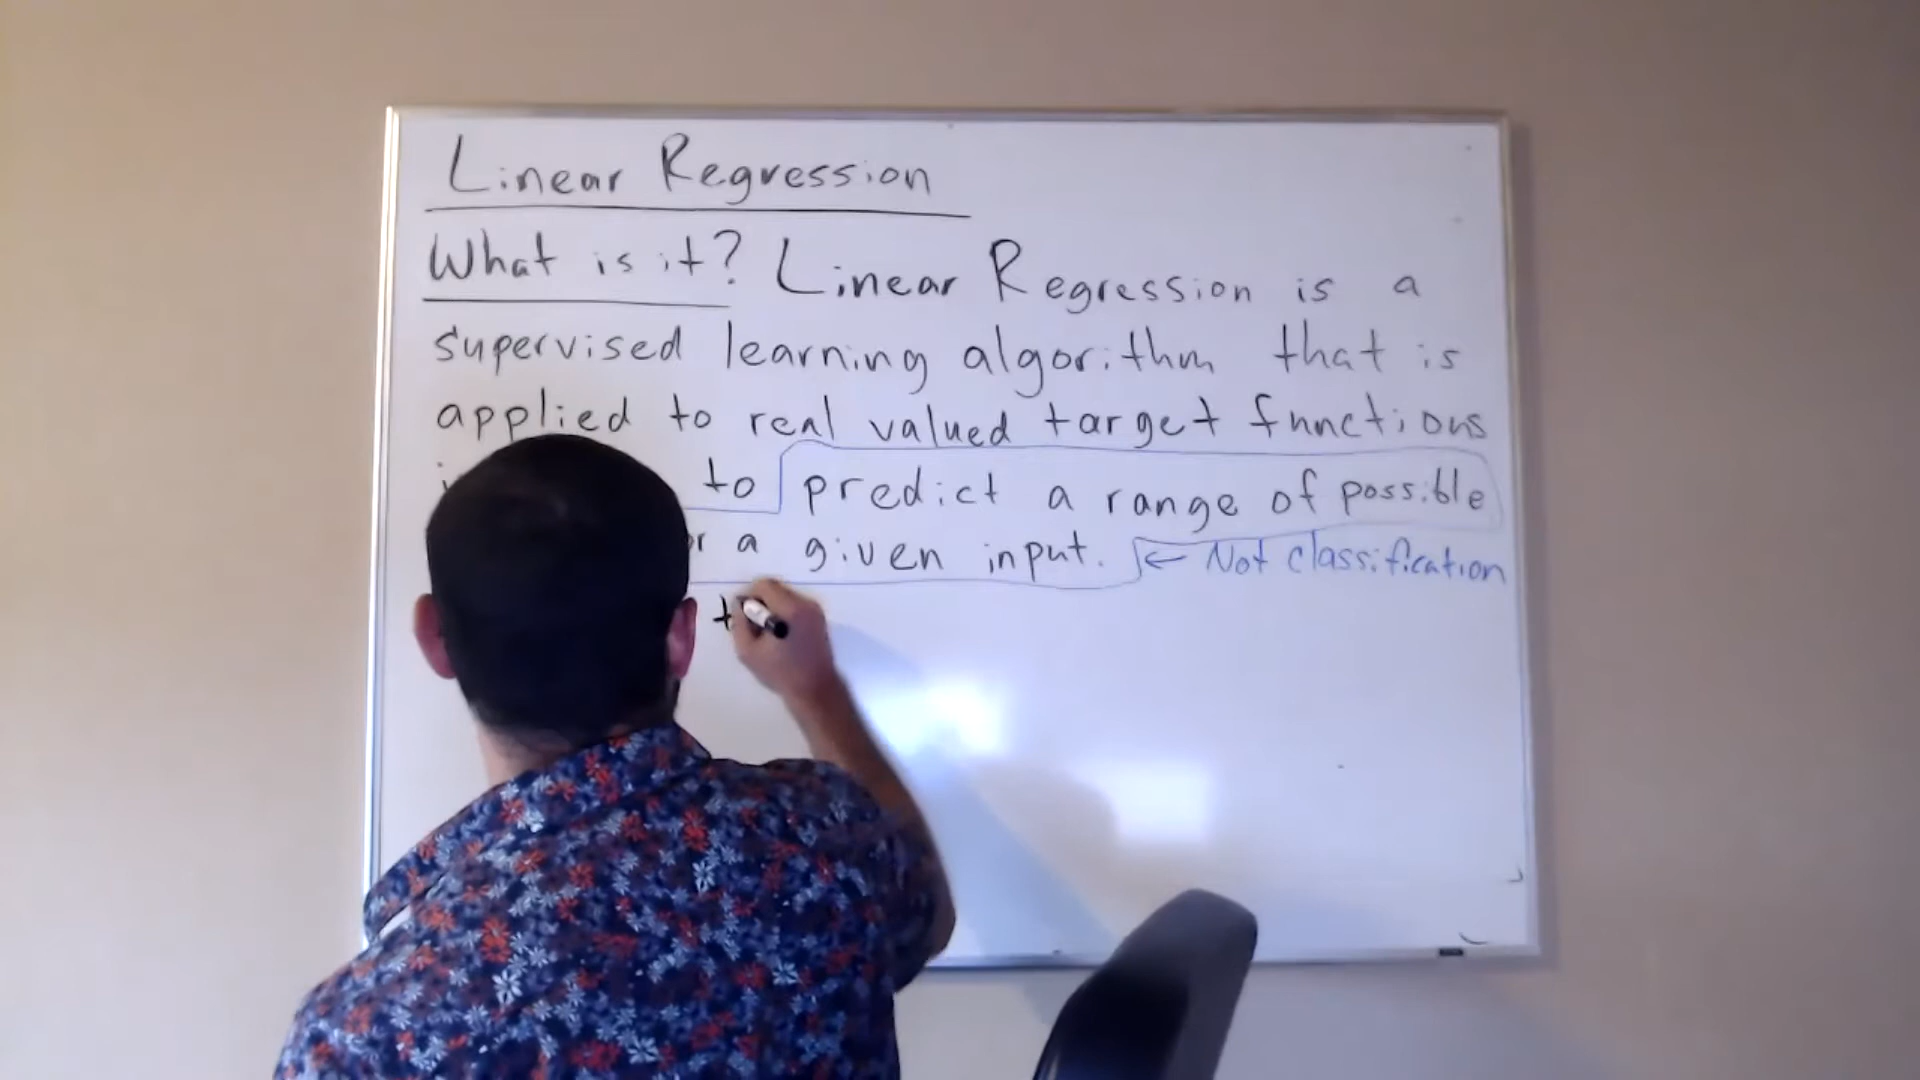 Linear Regression
What is it? Linear Regression is a
supervised learning algorithm that is
applied to real valued target functions
to predict a range of possible
a given input. ← Not classification